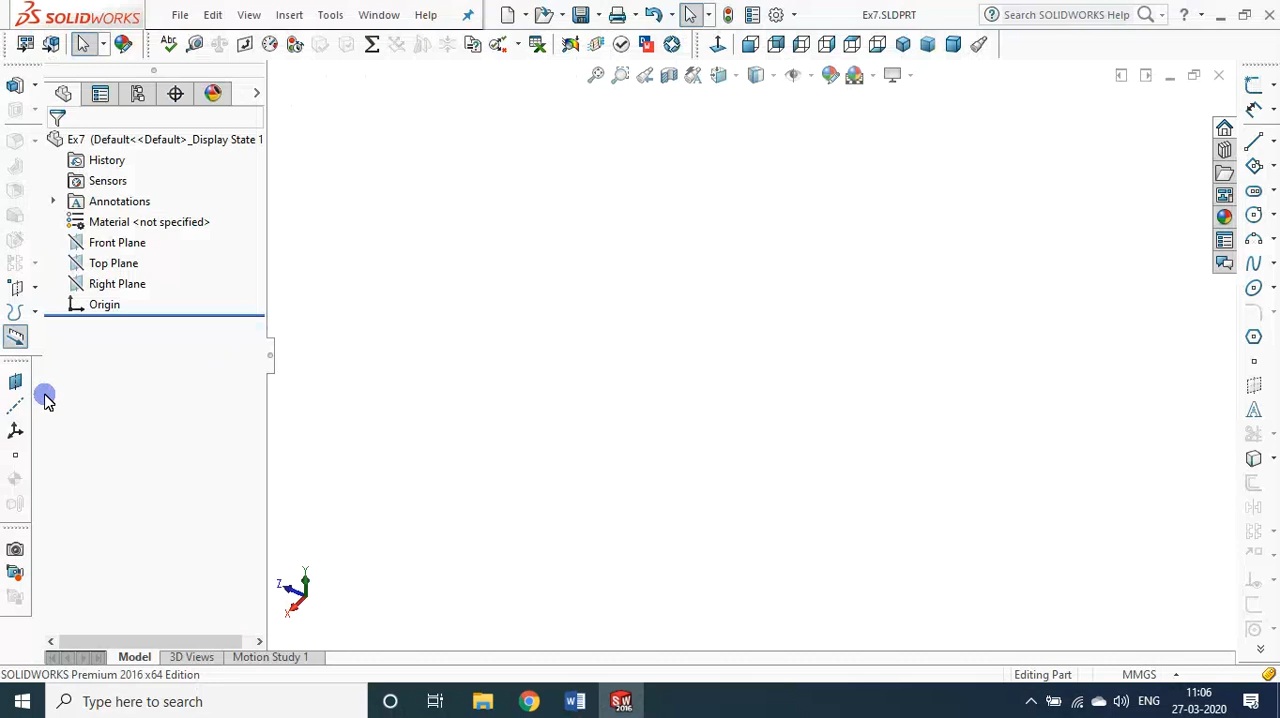 SOLIDWORKS File Edit View Insert Tools Window Help Ex7.SLDPRT Search SOLIDWORKS Help ?
Abc
Ex7 (Default<<Default>_Display State 1
History
Sensors
A Annotations
Material <not specified>
Front Plane
Top Plane
Right Plane
Origin
A
Y
Z
X
Model 3D Views Motion Study 1
SOLIDWORKS Premium 2016 x64 Edition Editing Part MMGS
Type here to search ENG 11:06
27-03-2020